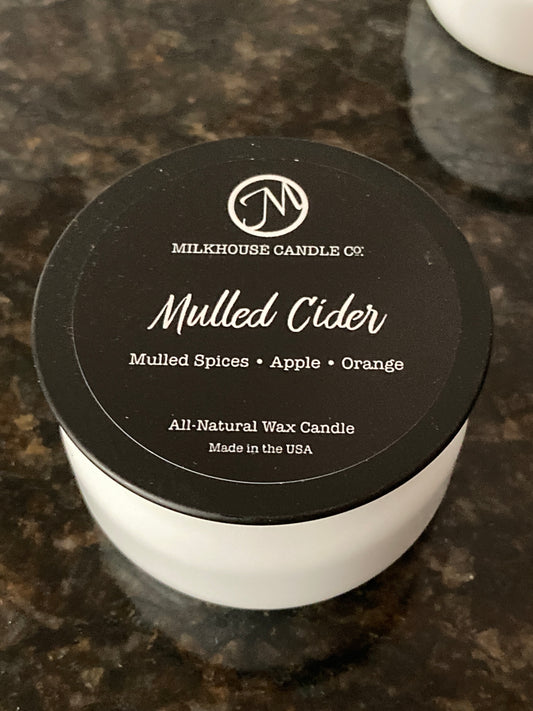 M
MILKHOUSE CANDLE Co.
Mulled Cider
Mulled Spices • Apple • Orange
All-Natural Wax Candle
Made in the USA